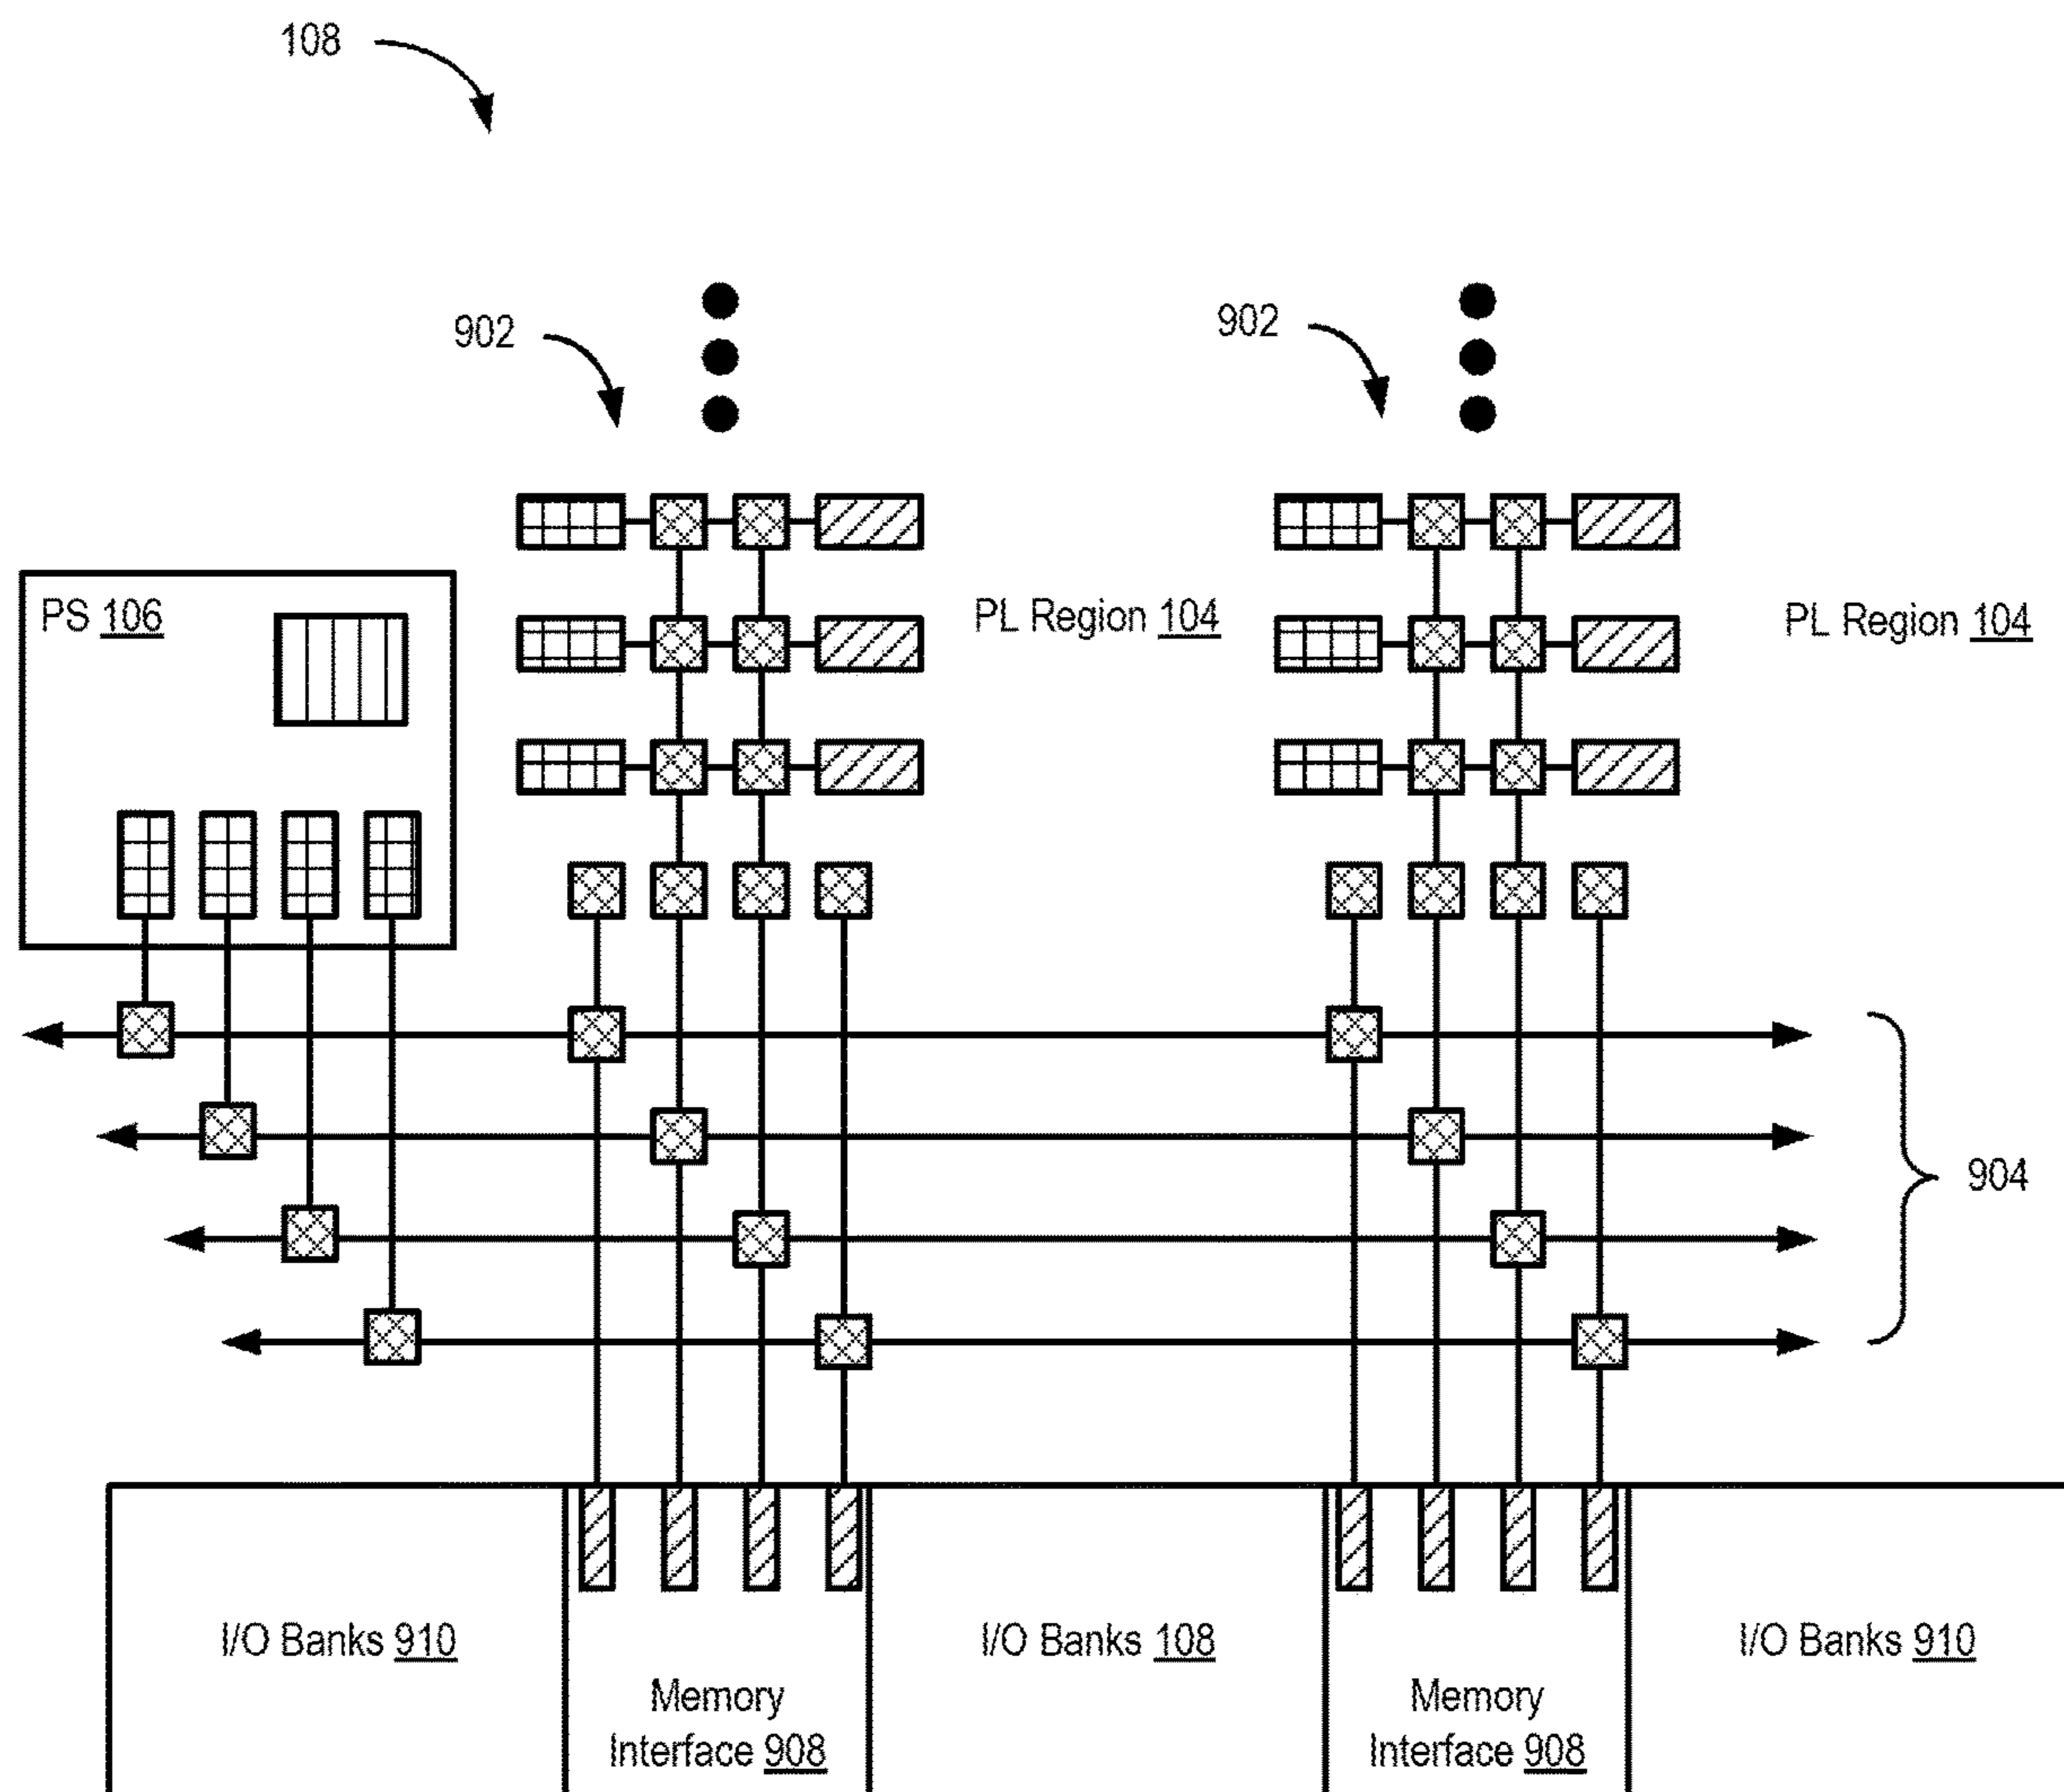 108
902
902
PS 106
PL Region 104
PL Region 104
904
I/O Banks 910
I/O Banks 108
I/O Banks 910
Memory
Interface 908
Memory
Interface 908